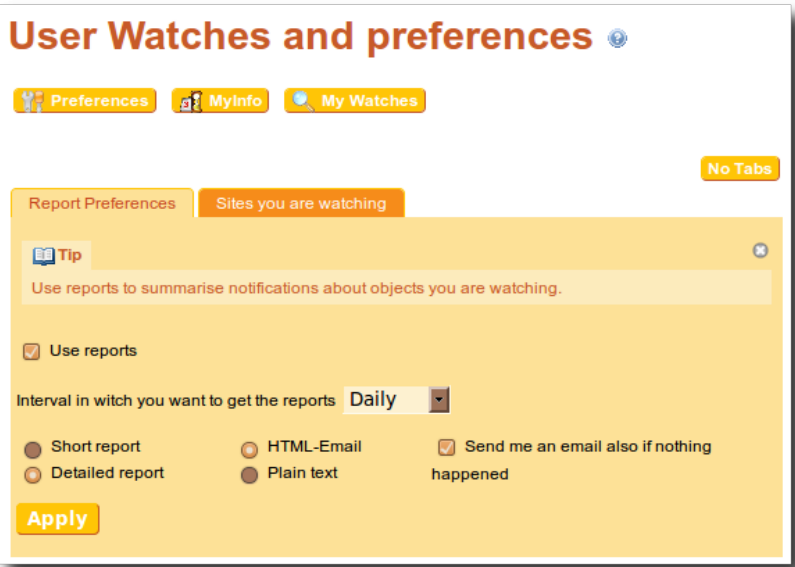 User Watches and preferences
Preferences MyInfo My Watches
No Tabs
Report Preferences Sites you are watching
Tip
Use reports to summarise notifications about objects you are watching.
Use reports
Interval in witch you want to get the reports Daily
Short report HTML-Email Send me an email also if nothing
Detailed report Plain text happened
Apply